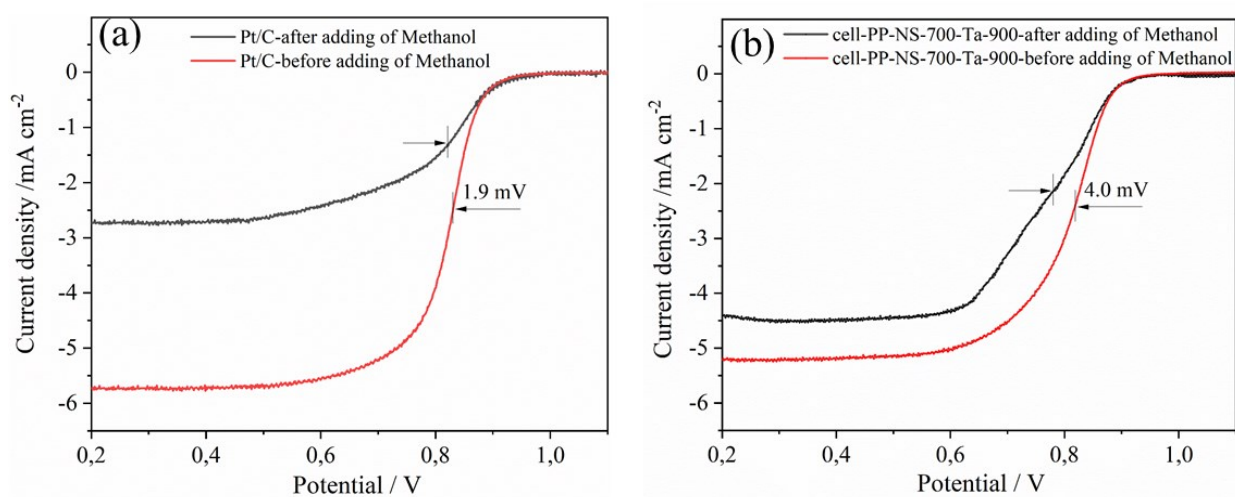 (a)
Pt/C-after adding of Methanol
Pt/C-before adding of Methanol
0
-1
-2
-3
-4
-5
-6
Current density /mA cm⁻²
1.9 mV
0,2 0,4 0,6 0,8 1,0
Potential / V
(b)
cell-PP-NS-700-Ta-900-after adding of Methanol
cell-PP-NS-700-Ta-900-before adding of Methanol
0
-1
-2
-3
-4
-5
-6
Current density /mA cm⁻²
4.0 mV
0,2 0,4 0,6 0,8 1,0
Potential / V